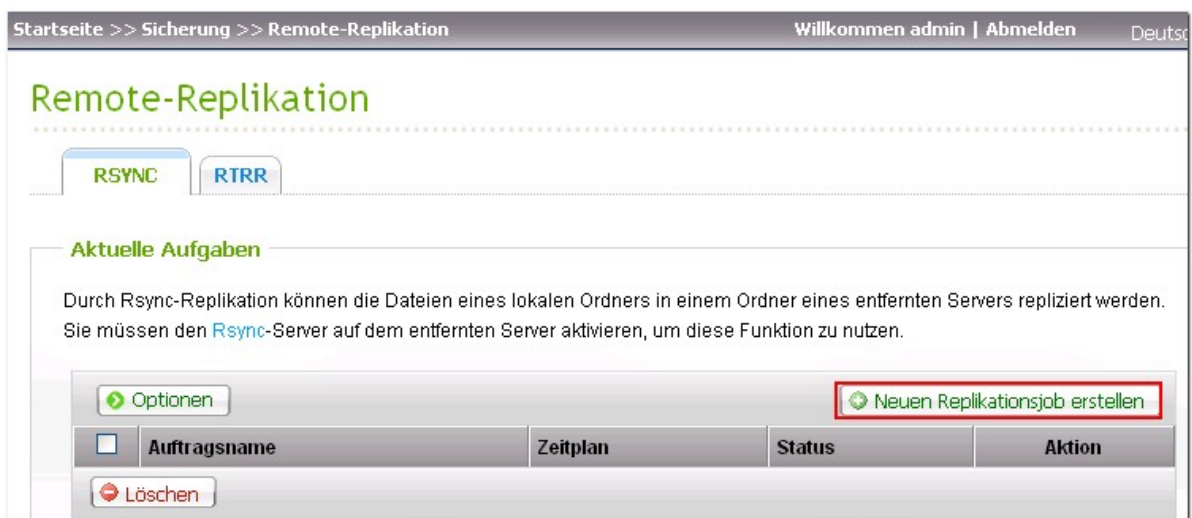 Startseite >> Sicherung >> Remote-Replikation Willkommen admin | Abmelden Deutsc
Remote-Replikation
RSYNC RTRR
Aktuelle Aufgaben
Durch Rsync-Replikation können die Dateien eines lokalen Ordners in einem Ordner eines entfernten Servers repliziert werden.
Sie müssen den Rsync-Server auf dem entfernten Server aktivieren, um diese Funktion zu nutzen.
Optionen Neuen Replikationsjob erstellen
Auftragsname Zeitplan Status Aktion
Löschen